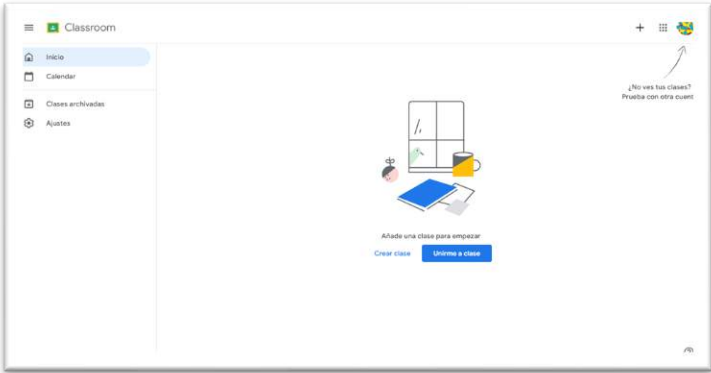 Classroom
Inicio
Calendar
Clases archivadas
Ajustes
¿No ves tus clases?
Prueba con otra cuent
Añade una clase para empezar
Crear clase
Unirme a clase